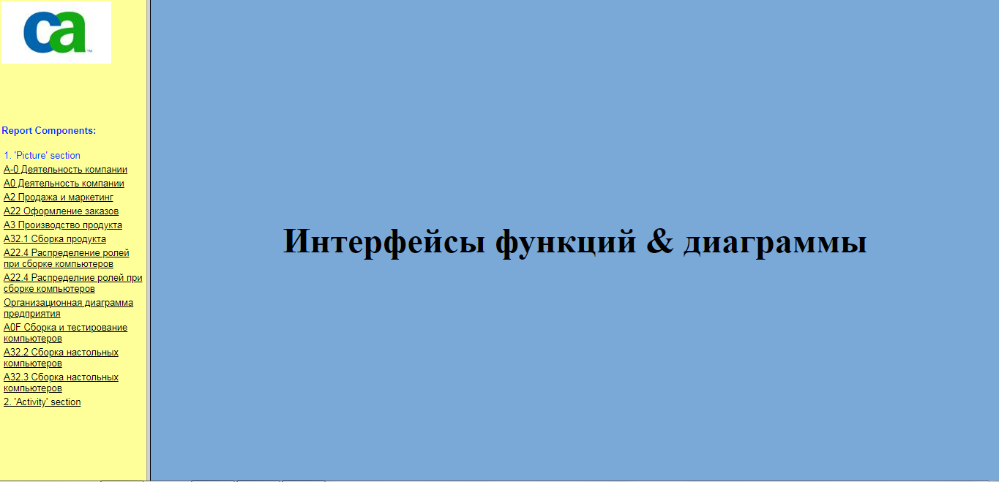 ca
™
Report Components:
1. 'Picture' section
A-0 Деятельность компании
A0 Деятельность компании
A2 Продажа и маркетинг
A22 Оформление заказов
A3 Производство продукта
A32.1 Сборка продукта
A22.4 Распределение ролей
при сборке компьютеров
A22.4 Распределние ролей при
сборке компьютеров
Организационная диаграмма
предприятия
A0F Сборка и тестирование
компьютеров
A32.2 Сборка настольных
компьютеров
A32.3 Сборка настольных
компьютеров
2. 'Activity' section
Интерфейсы функций & диаграммы